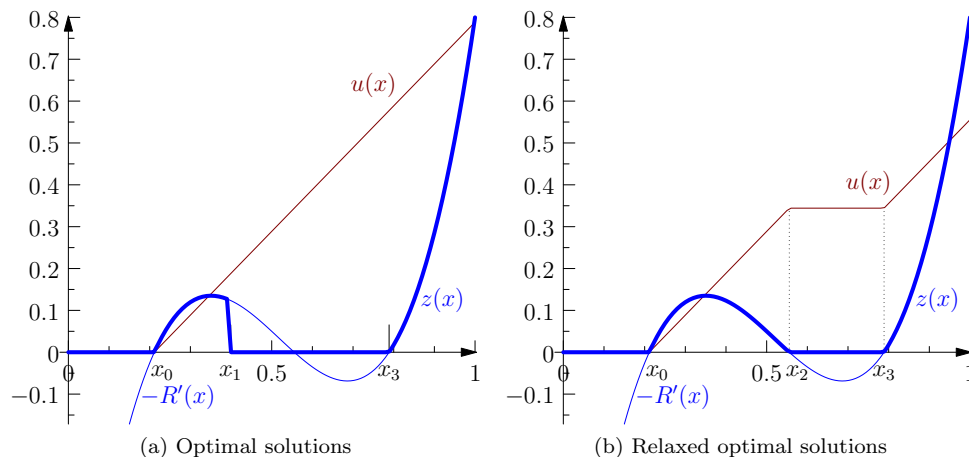 0.8
0.7
0.6
0.5
0.4
0.3
0.2
0.1
0
−0.1
0
x₀
x₁
0.5
x₃
1
u(x)
z(x)
−R′(x)
(a) Optimal solutions
0.8
0.7
0.6
0.5
0.4
0.3
0.2
0.1
0
−0.1
0
x₀
0.5
x₂
x₃
1
u(x)
z(x)
−R′(x)
(b) Relaxed optimal solutions